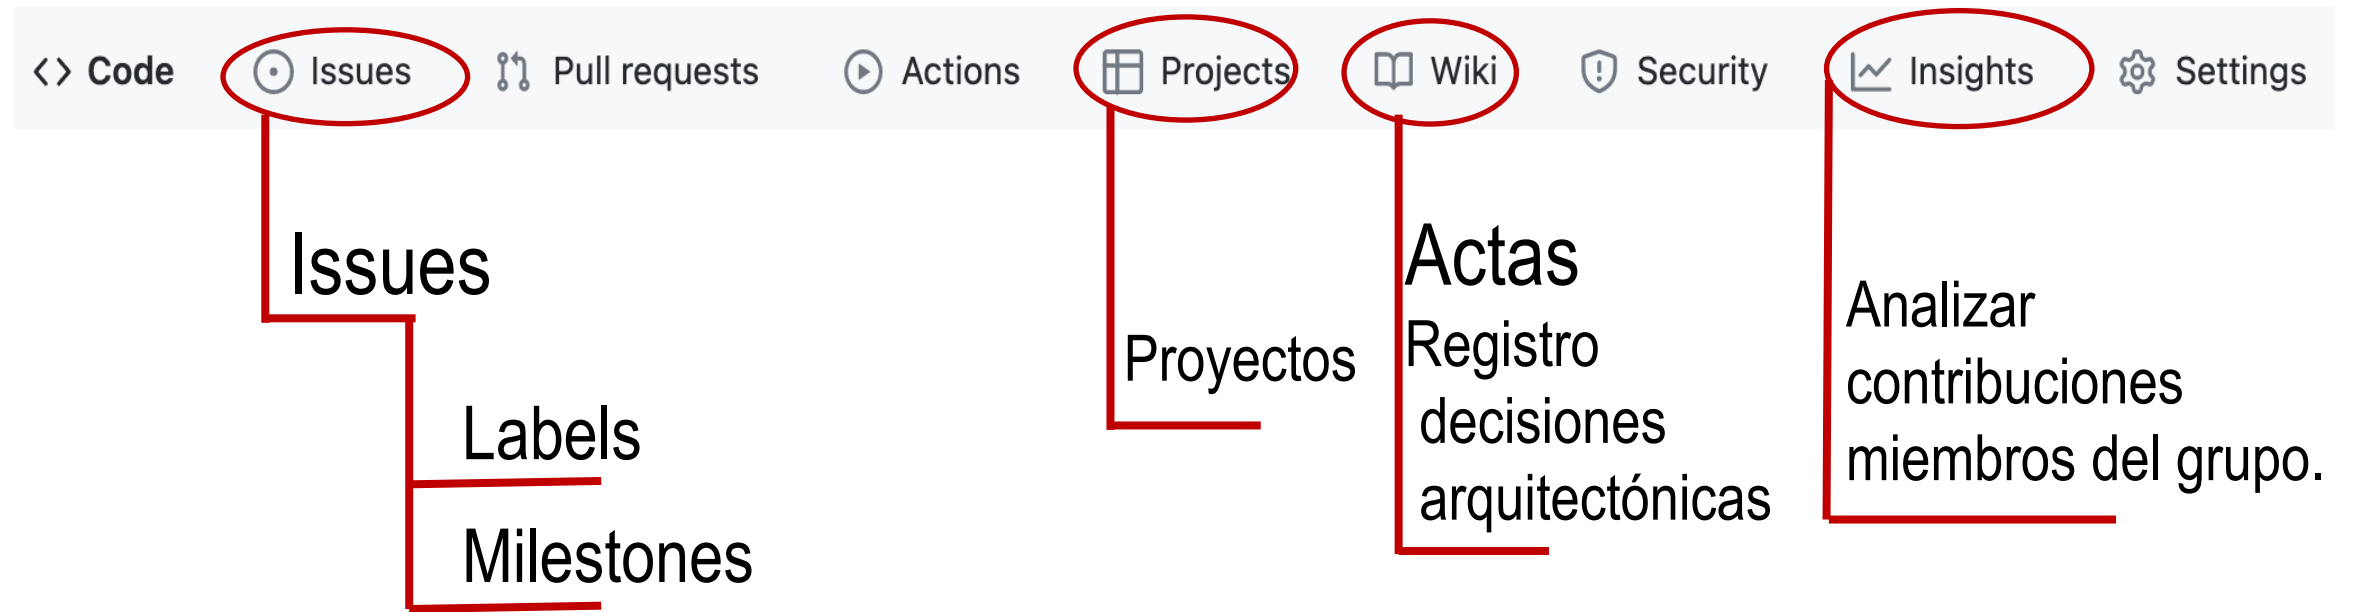 Code Issues Pull requests Actions Projects Wiki Security Insights Settings
Issues
Labels
Milestones
Proyectos
Actas
Registro
decisiones
arquitectónicas
Analizar
contribuciones
miembros del grupo.